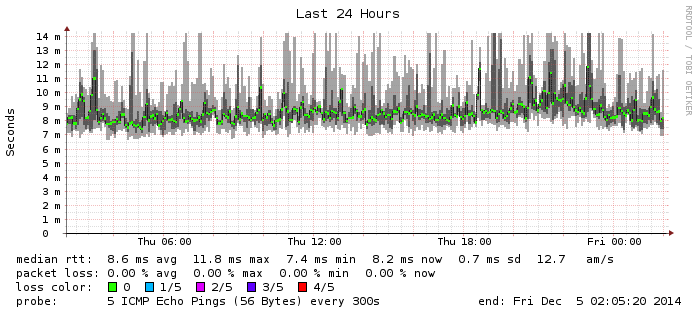 Last 24 Hours
RRDTOOL / TOBI OETIKER
Seconds
14 m
13 m
12 m
11 m
10 m
9 m
8 m
7 m
6 m
5 m
4 m
3 m
2 m
1 m
0
Thu 06:00 Thu 12:00 Thu 18:00 Fri 00:00
median rtt: 8.6 ms avg 11.8 ms max 7.4 ms min 8.2 ms now 0.7 ms sd 12.7 am/s
packet loss: 0.00 % avg 0.00 % max 0.00 % min 0.00 % now
loss color: 0 1/5 2/5 3/5 4/5
probe: 5 ICMP Echo Pings (56 Bytes) every 300s end: Fri Dec 5 02:05:20 2014